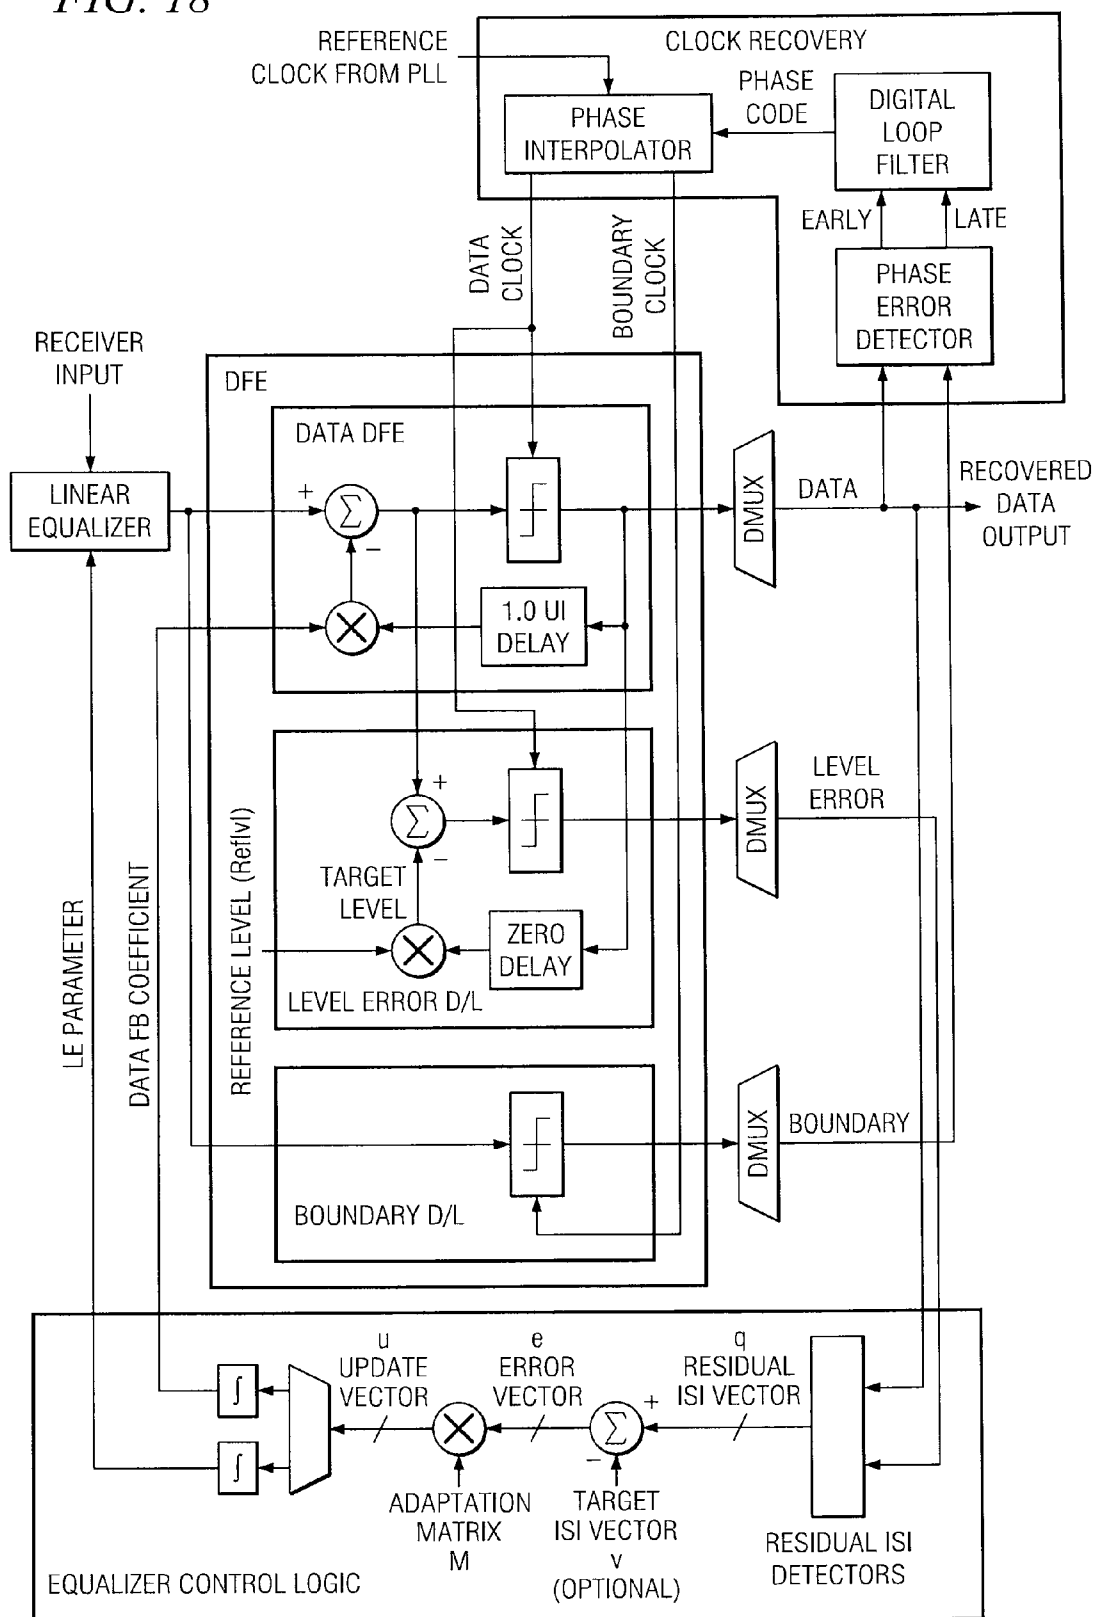 FIG. 18
REFERENCE
CLOCK FROM PLL
CLOCK RECOVERY
PHASE
INTERPOLATOR
PHASE
CODE
DIGITAL
LOOP
FILTER
EARLY
LATE
PHASE
ERROR
DETECTOR
DATA
CLOCK
BOUNDARY
CLOCK
RECEIVER
INPUT
LINEAR
EQUALIZER
DFE
DATA DFE
+
Σ
−
1.0 UI
DELAY
DMUX
DATA
RECOVERED
DATA
OUTPUT
+
Σ
−
TARGET
LEVEL
ZERO
DELAY
LEVEL ERROR D/L
DMUX
LEVEL
ERROR
LE PARAMETER
DATA FB COEFFICIENT
REFERENCE LEVEL (Reflvl)
BOUNDARY D/L
DMUX
BOUNDARY
∫
∫
u
UPDATE
VECTOR
e
ERROR
VECTOR
q
RESIDUAL
ISI VECTOR
+
Σ
−
ADAPTATION
MATRIX
M
TARGET
ISI VECTOR
v
(OPTIONAL)
RESIDUAL ISI
DETECTORS
EQUALIZER CONTROL LOGIC